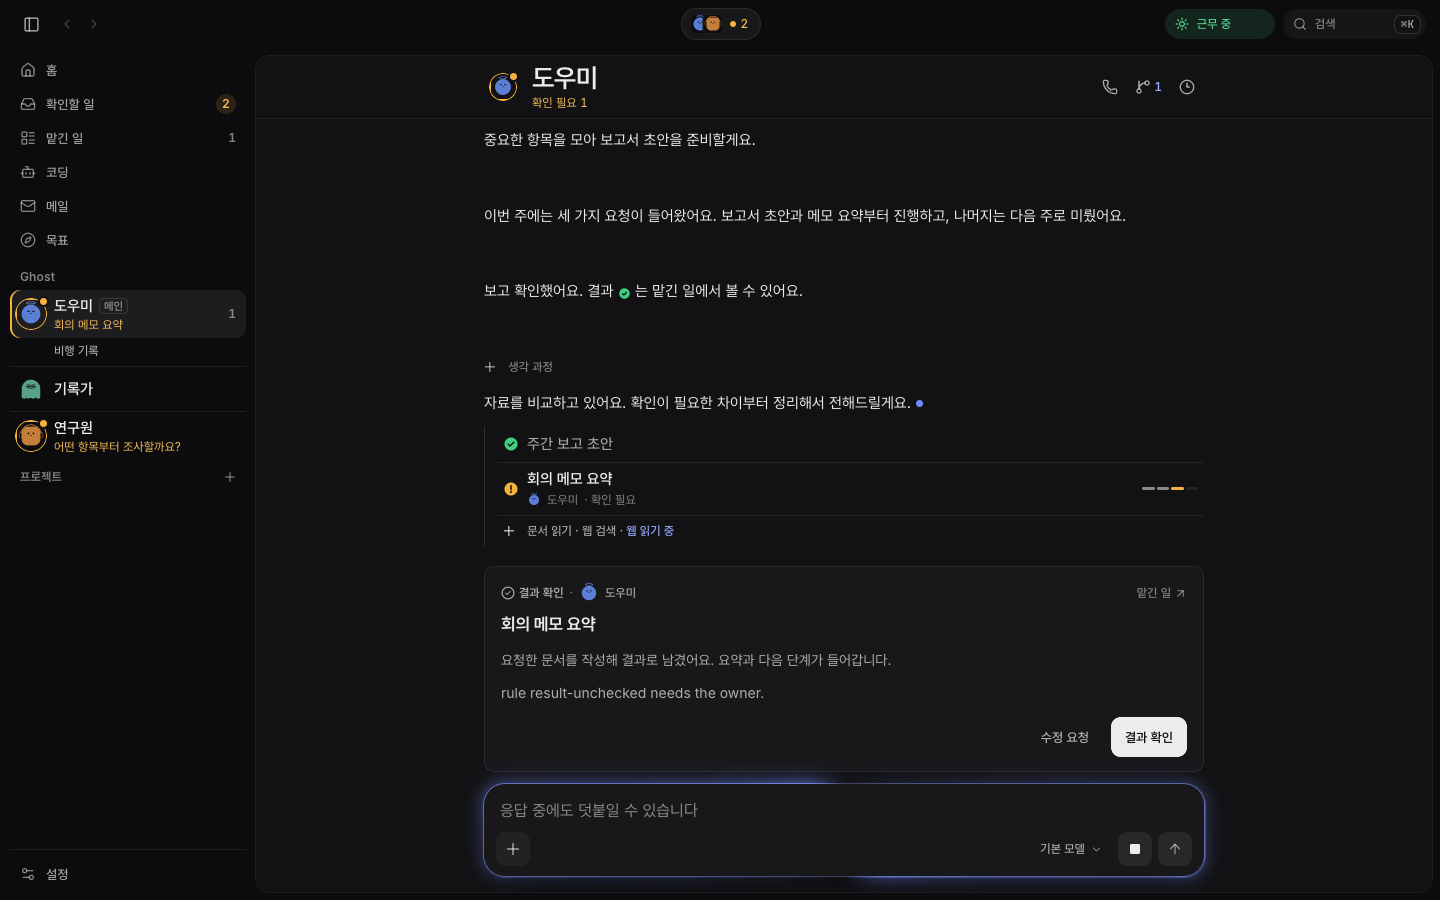 2
근무 중
검색
⌘K
홈
확인할 일
2
맡긴 일
1
코딩
메일
목표
Ghost
도우미
메인
회의 메모 요약
1
비행 기록
기록가
연구원
어떤 항목부터 조사할까요?
프로젝트
설정
도우미
확인 필요 1
1
중요한 항목을 모아 보고서 초안을 준비할게요.
이번 주에는 세 가지 요청이 들어왔어요. 보고서 초안과 메모 요약부터 진행하고, 나머지는 다음 주로 미뤘어요.
보고 확인했어요. 결과 는 맡긴 일에서 볼 수 있어요.
생각 과정
자료를 비교하고 있어요. 확인이 필요한 차이부터 정리해서 전해드릴게요.
주간 보고 초안
회의 메모 요약
도우미 · 확인 필요
문서 읽기 · 웹 검색 · 웹 읽기 중
결과 확인 · 도우미
맡긴 일
회의 메모 요약
요청한 문서를 작성해 결과로 남겼어요. 요약과 다음 단계가 들어갑니다.
rule result-unchecked needs the owner.
수정 요청
결과 확인
응답 중에도 덧붙일 수 있습니다
기본 모델